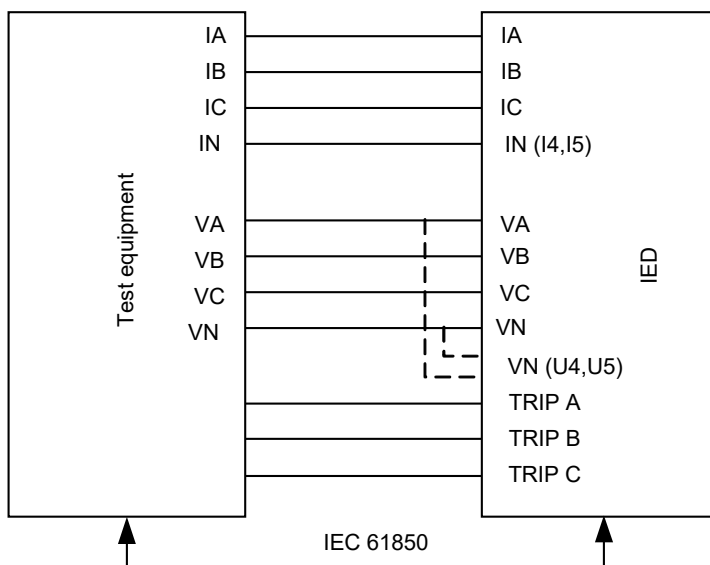 IA
IB
IC
IN
VA
VB
VC
VN
Test equipment
IA
IB
IC
IN (I4,I5)
VA
VB
VC
VN
VN (U4,U5)
TRIP A
TRIP B
TRIP C
IED
IEC 61850